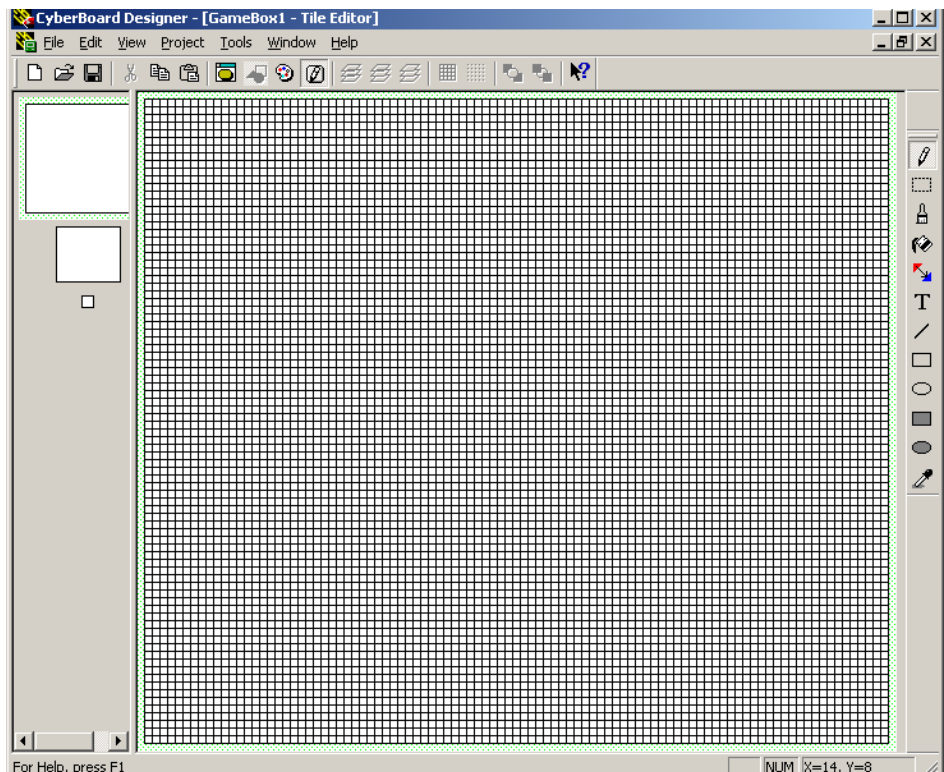 CyberBoard Designer - [GameBox1 - Tile Editor]
File Edit View Project Tools Window Help
T
For Help, press F1
NUM X=14, Y=8